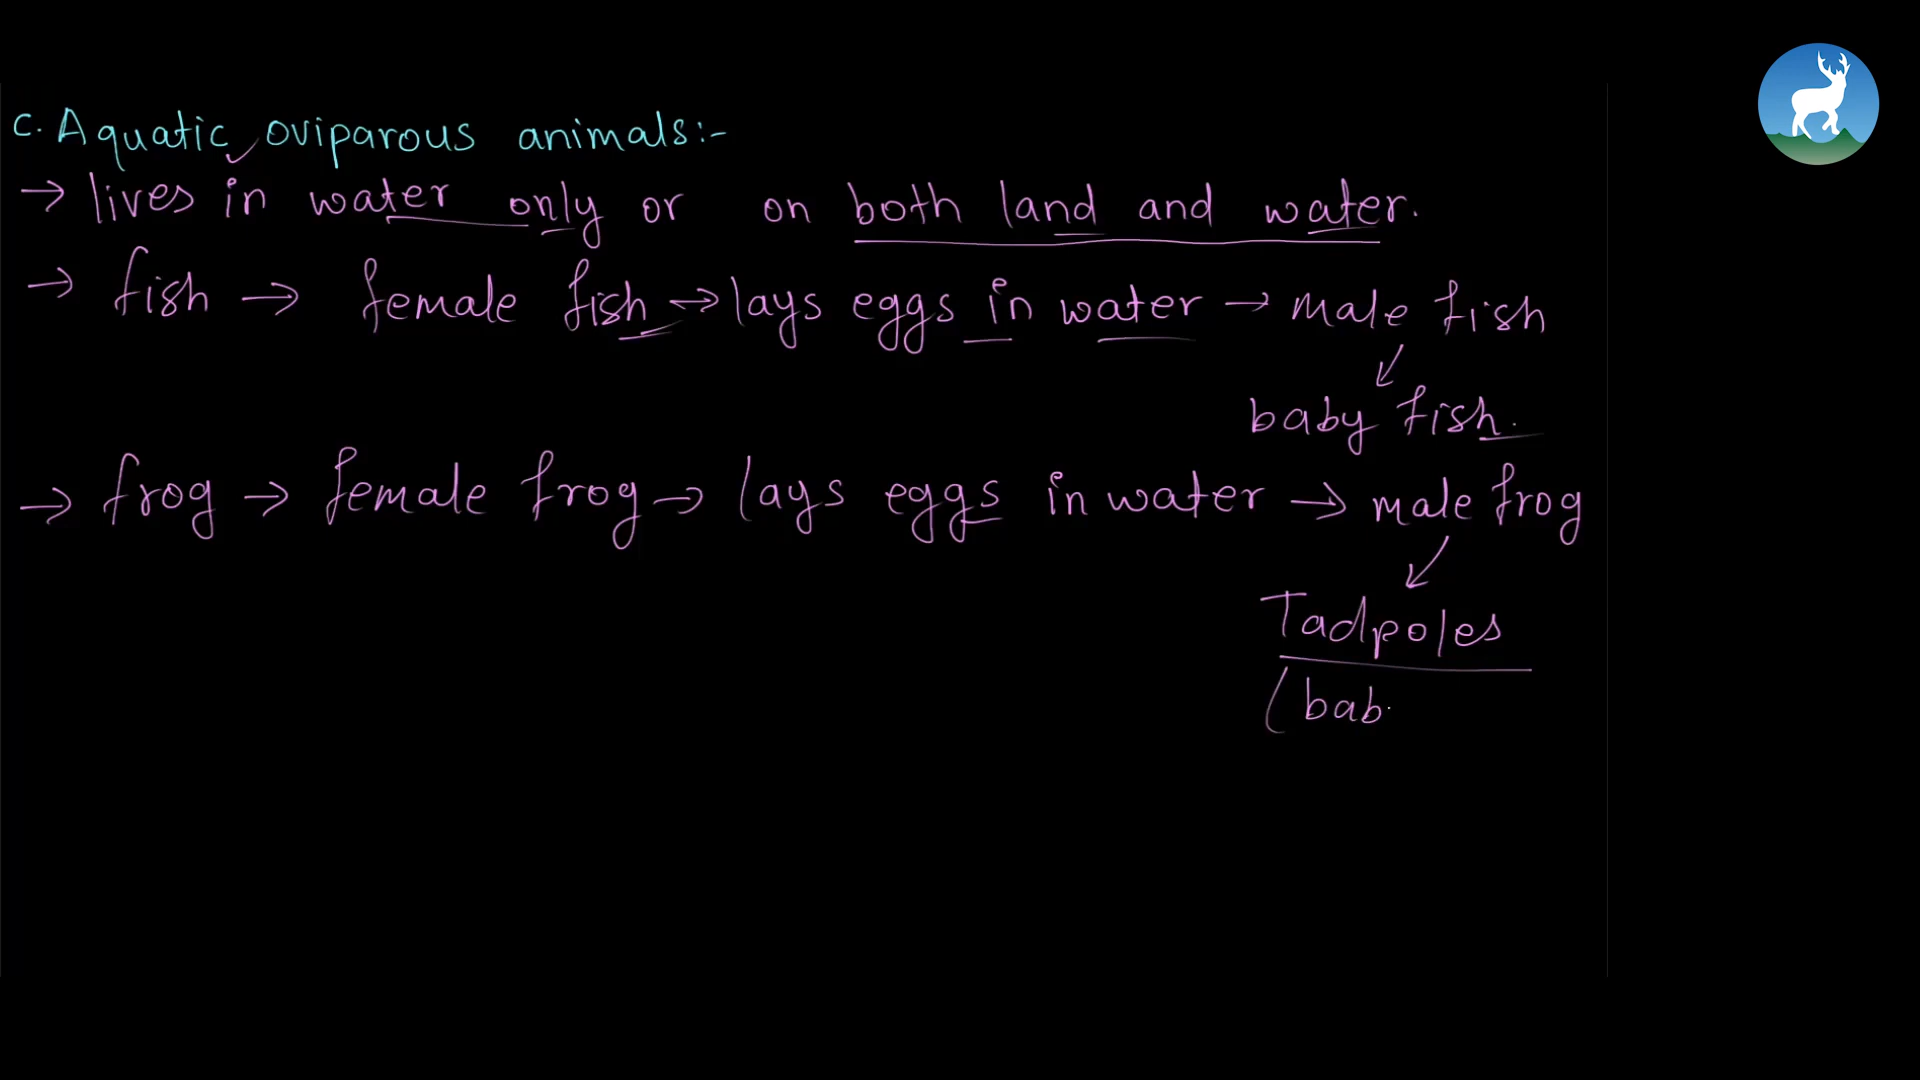 C. Aquatic oviparous animals:-
→ lives in water only or on both land and water.
→ fish → female fish → lays eggs in water → male fish
↙
baby fish.
→ frog → female frog → lays eggs in water → male frog
↙
Tadpoles
(bab